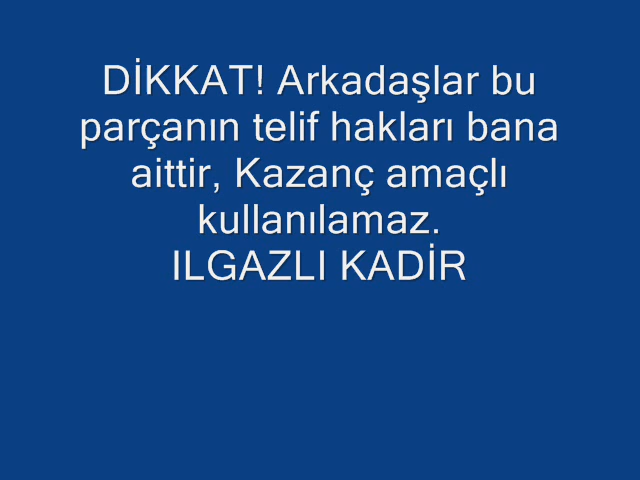 DİKKAT! Arkadaşlar bu
parçanın telif hakları bana
aittir, Kazanç amaçlı
kullanılamaz.
ILGAZLI KADİR